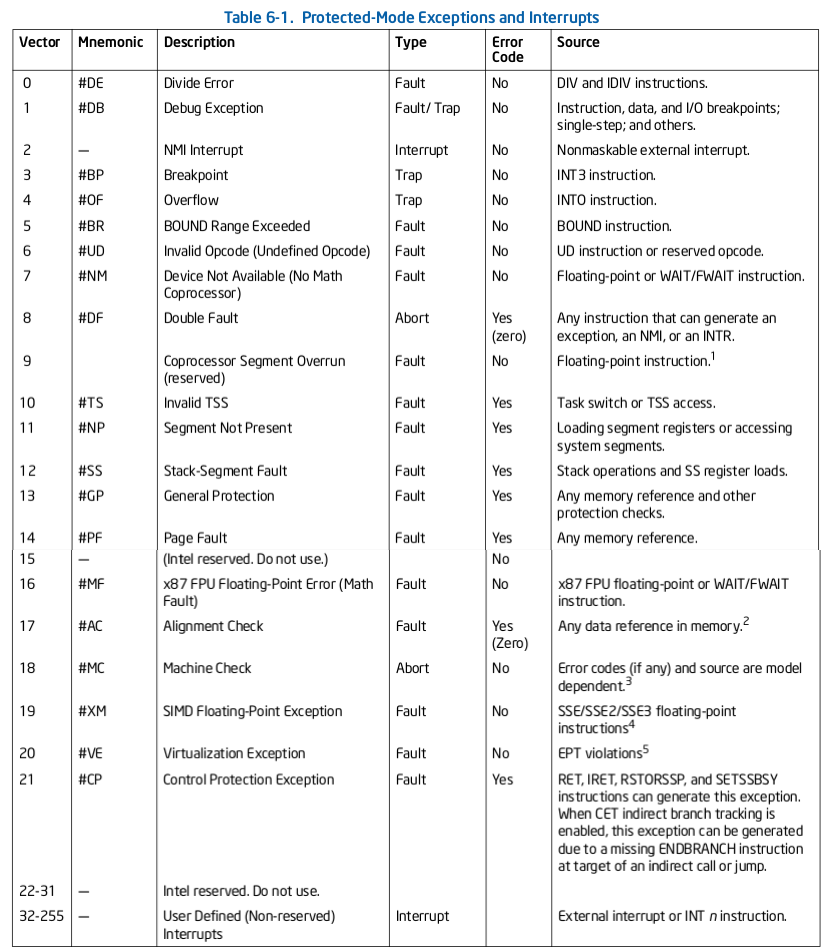 Table 6-1. Protected-Mode Exceptions and Interrupts
Vector Mnemonic Description Type Error Code Source
0 #DE Divide Error Fault No DIV and IDIV instructions.
1 #DB Debug Exception Fault/ Trap No Instruction, data, and I/O breakpoints;
single-step; and others.
2 — NMI Interrupt Interrupt No Nonmaskable external interrupt.
3 #BP Breakpoint Trap No INT3 instruction.
4 #OF Overflow Trap No INTO instruction.
5 #BR BOUND Range Exceeded Fault No BOUND instruction.
6 #UD Invalid Opcode (Undefined Opcode) Fault No UD instruction or reserved opcode.
7 #NM Device Not Available (No Math Fault No Floating-point or WAIT/FWAIT instruction.
Coprocessor)
8 #DF Double Fault Abort Yes Any instruction that can generate an
(zero) exception, an NMI, or an INTR.
9 Coprocessor Segment Overrun Fault No Floating-point instruction.1
(reserved)
10 #TS Invalid TSS Fault Yes Task switch or TSS access.
11 #NP Segment Not Present Fault Yes Loading segment registers or accessing
system segments.
12 #SS Stack-Segment Fault Fault Yes Stack operations and SS register loads.
13 #GP General Protection Fault Yes Any memory reference and other
protection checks.
14 #PF Page Fault Fault Yes Any memory reference.
15 — (Intel reserved. Do not use.) No
16 #MF x87 FPU Floating-Point Error (Math Fault No x87 FPU floating-point or WAIT/FWAIT
Fault) instruction.
17 #AC Alignment Check Fault Yes Any data reference in memory.2
(Zero)
18 #MC Machine Check Abort No Error codes (if any) and source are model
dependent.3
19 #XM SIMD Floating-Point Exception Fault No SSE/SSE2/SSE3 floating-point
instructions4
20 #VE Virtualization Exception Fault No EPT violations5
21 #CP Control Protection Exception Fault Yes RET, IRET, RSTORSSP, and SETSSBSY
instructions can generate this exception.
When CET indirect branch tracking is
enabled, this exception can be generated
due to a missing ENDBRANCH instruction
at target of an indirect call or jump.
22-31 — Intel reserved. Do not use.
32-255 — User Defined (Non-reserved) Interrupt External interrupt or INT n instruction.
Interrupts